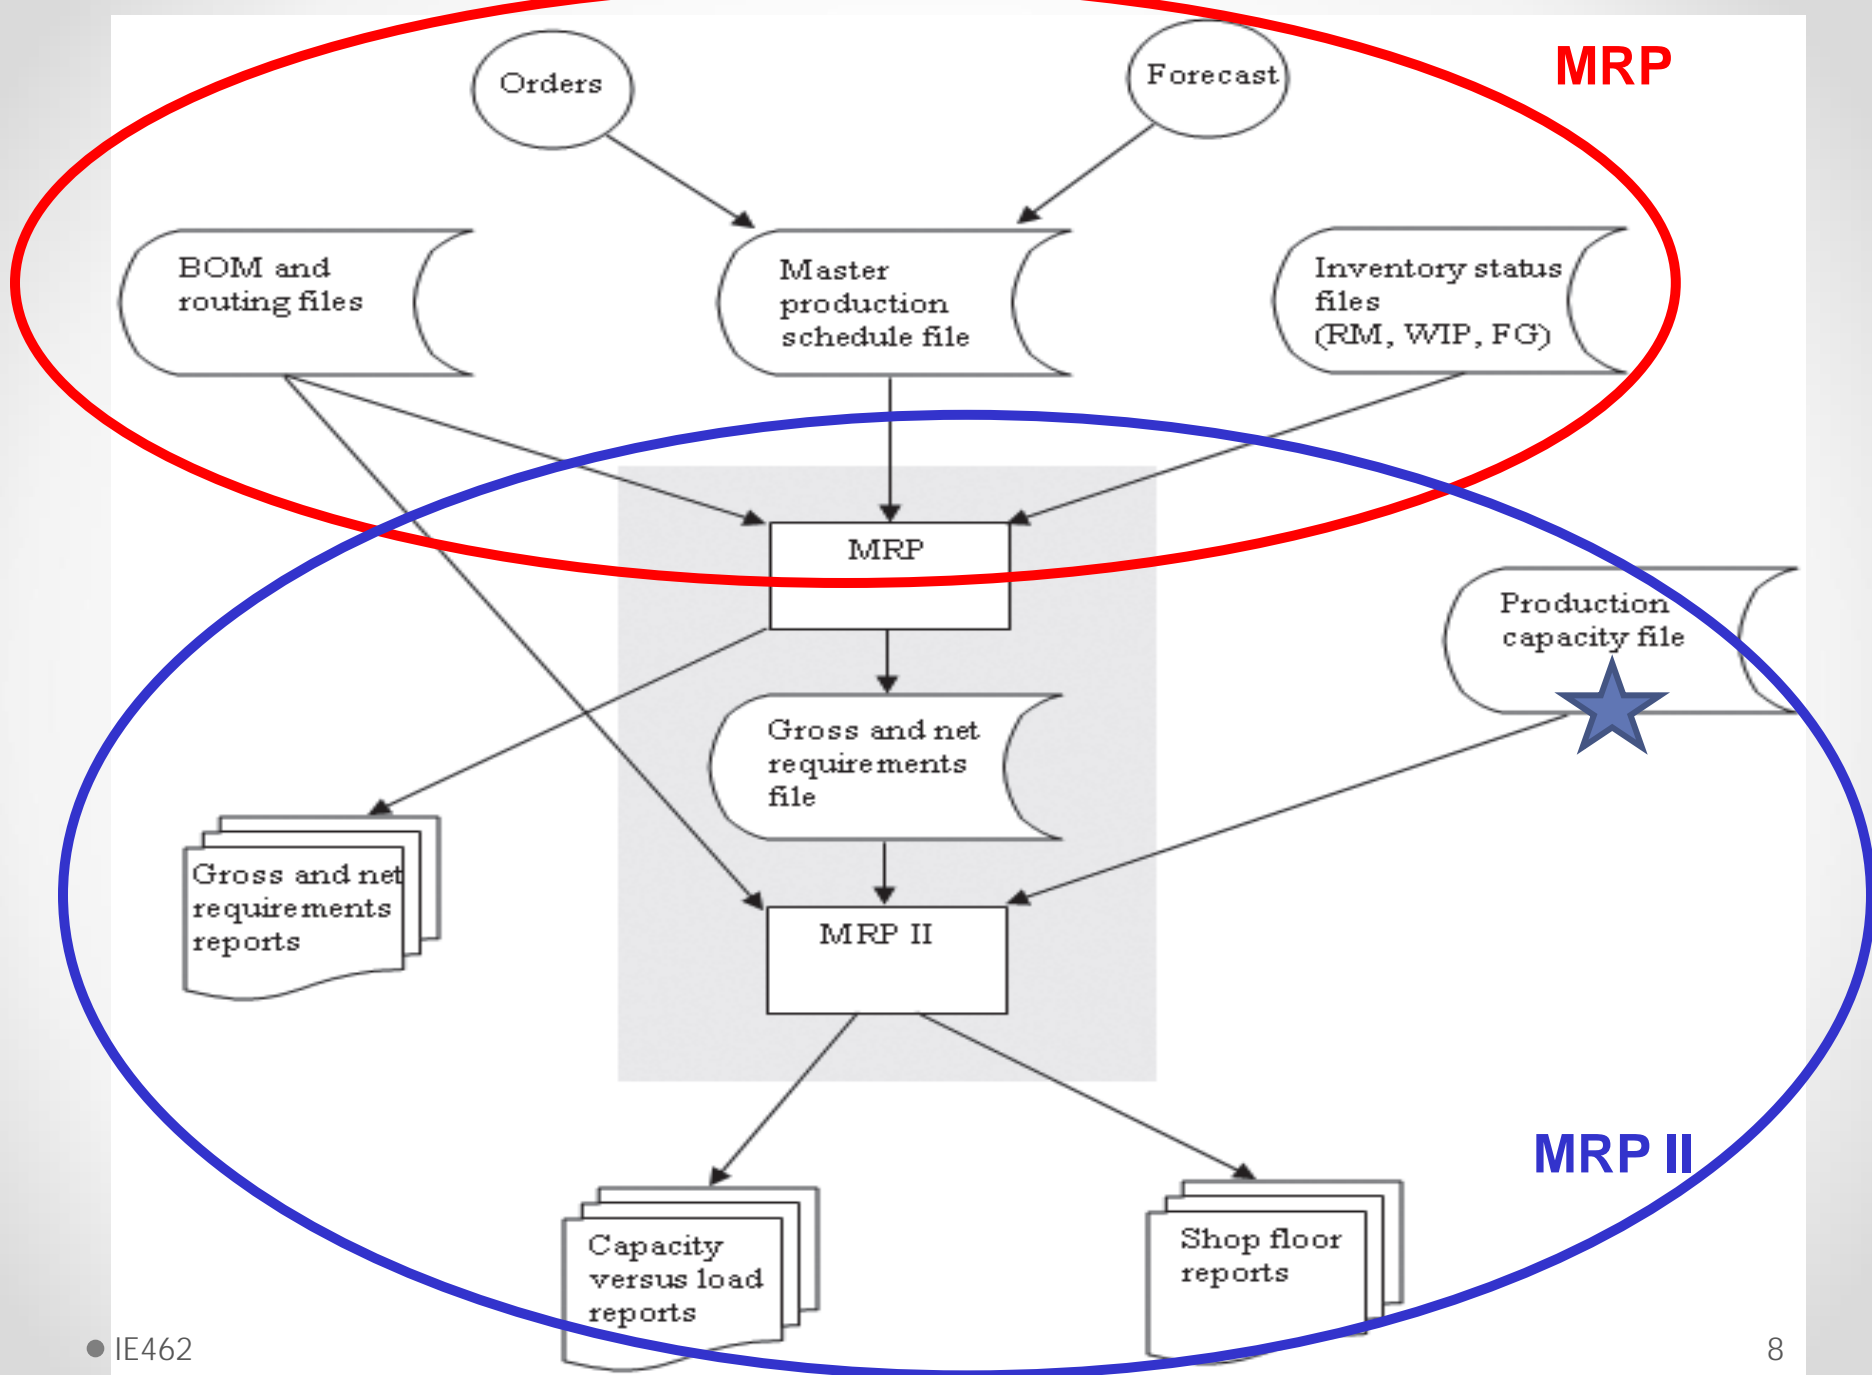 MRP
Orders
Forecast
BOM and
routing files
Master
production
schedule file
Inventory status
files
(RM, WIP, FG)
MRP
Production
capacity file
Gross and net
requirements
file
Gross and net
requirements
reports
MRP II
MRP II
Capacity
versus load
reports
Shop floor
reports
IE462
8